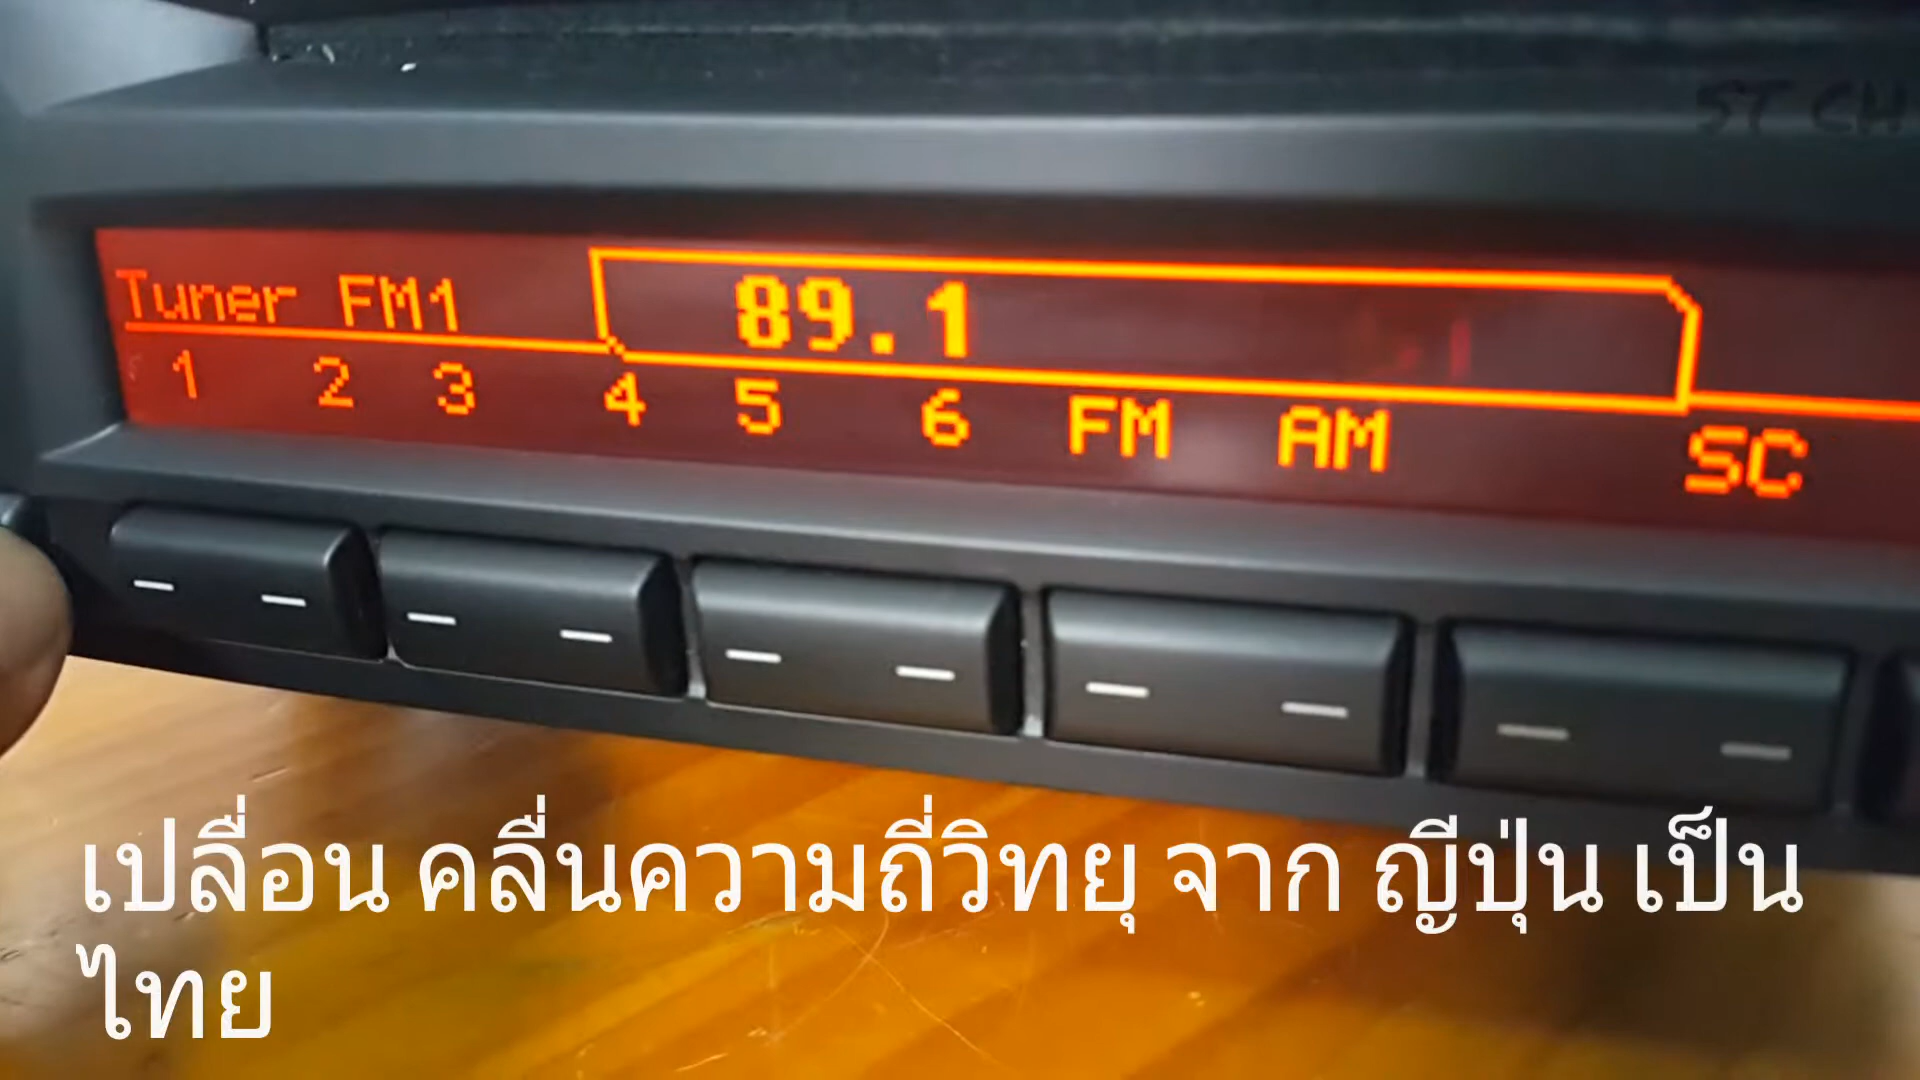 ST CH
Tuner FM1 89.1
1 2 3 4 5 6 FM AM SC
เปลื่อน คลื่นความถี่วิทยุ จาก ญี่ปุ่น เป็น
ไทย